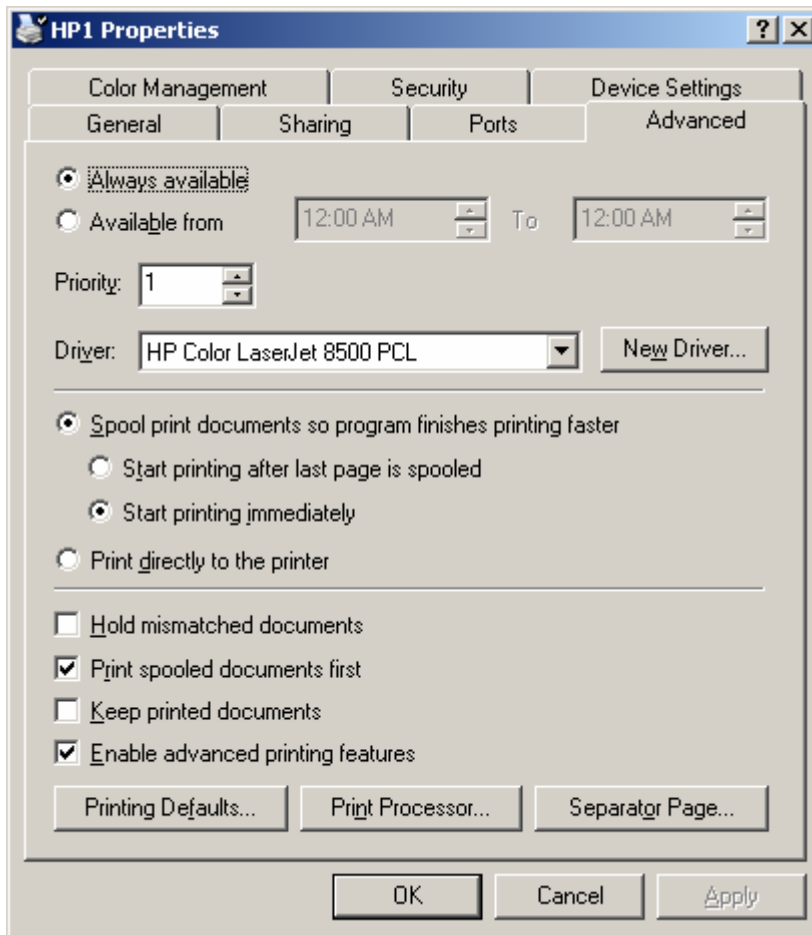 HP1 Properties
Color Management Security Device Settings
General Sharing Ports Advanced
Always available
Available from 12:00 AM To 12:00 AM
Priority: 1
Driver: HP Color LaserJet 8500 PCL New Driver...
Spool print documents so program finishes printing faster
Start printing after last page is spooled
Start printing immediately
Print directly to the printer
Hold mismatched documents
Print spooled documents first
Keep printed documents
Enable advanced printing features
Printing Defaults... Print Processor... Separator Page...
OK Cancel Apply